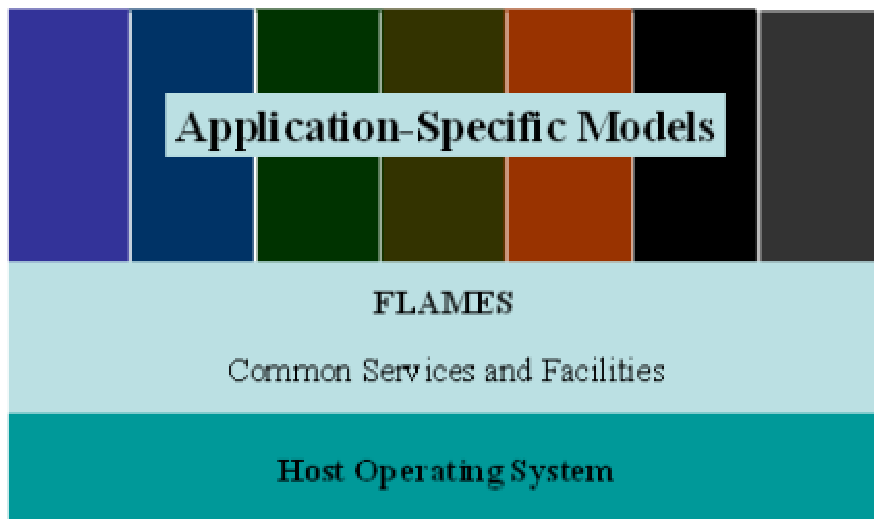 Application-Specific Models
FLAMES
Common Services and Facilities
Host Operating System